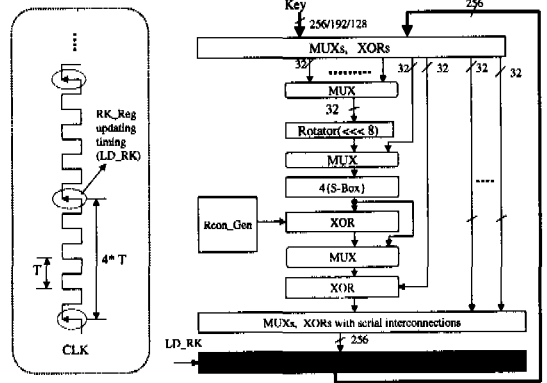 Key
256
256/192/128
MUXs, XORs
32
32
32
32
32
32
RK_Reg
updating
timing
(LD_RK)
MUX
32
Rotator(<<< 8)
MUX
4{S-Box}
Rcon_Gen
XOR
MUX
XOR
T
4* T
CLK
MUXs, XORs with serial interconnections
LD_RK
256